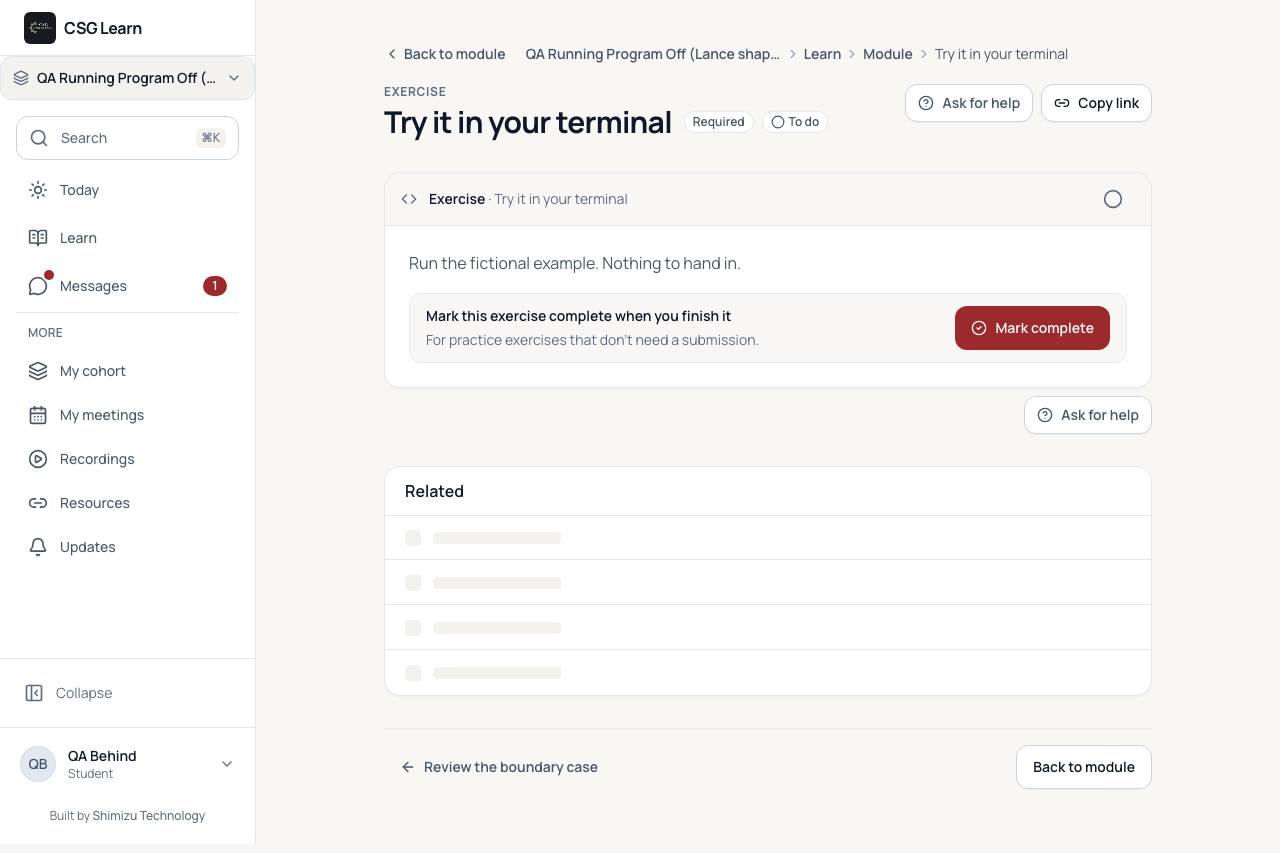 CSG Learn
QA Running Program Off (...
Search ⌘K
Today
Learn
Messages 1
MORE
My cohort
My meetings
Recordings
Resources
Updates
Collapse
QB
QA Behind
Student
Built by Shimizu Technology
Back to module QA Running Program Off (Lance shap... Learn Module Try it in your terminal
EXERCISE
Try it in your terminal Required To do
Ask for help Copy link
Exercise · Try it in your terminal
Run the fictional example. Nothing to hand in.
Mark this exercise complete when you finish it
For practice exercises that don't need a submission.
Mark complete
Ask for help
Related
Review the boundary case
Back to module